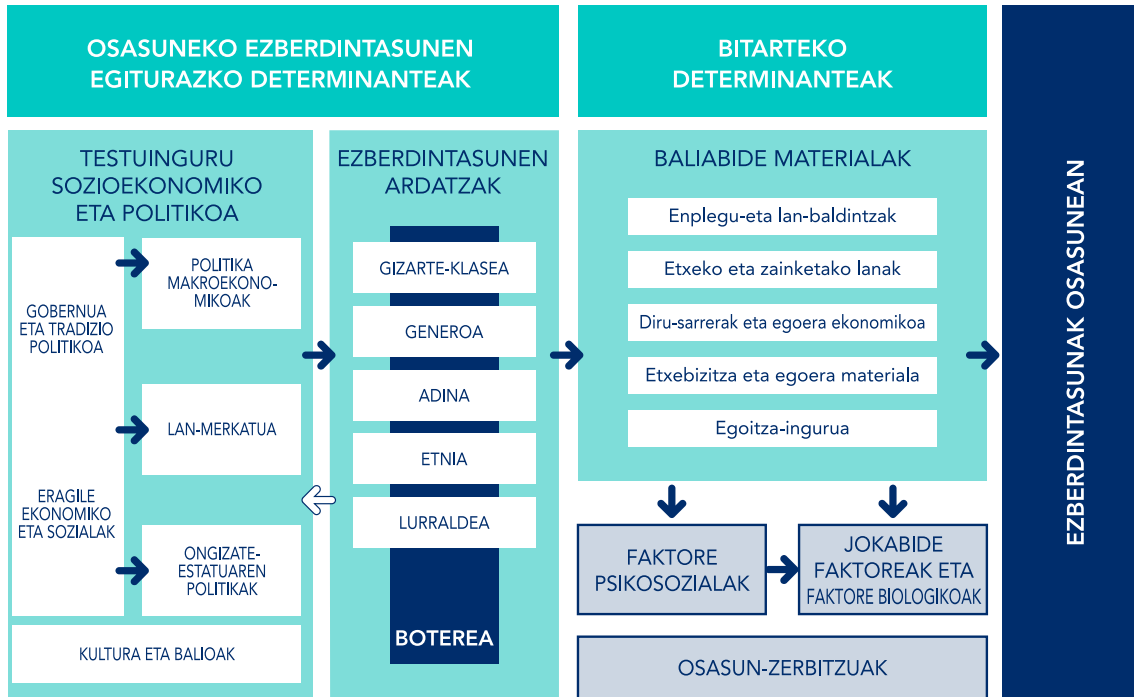 OSASUNEKO EZBERDINTASUNEN
EGITURAZKO DETERMINANTEAK
TESTUINGURU
SOZIOEKONOMIKO
ETA POLITIKOA
GOBERNUA
ETA TRADIZIO
POLITIKOA
ERAGILE
EKONOMIKO
ETA SOZIALAK
POLITIKA
MAKROEKONO-
MIKOAK
LAN-MERKATUA
ONGIZATE-
ESTATUAREN
POLITIKAK
KULTURA ETA BALIOAK
EZBERDINTASUNEN
ARDATZAK
GIZARTE-KLASEA
GENEROA
ADINA
ETNIA
LURRALDEA
BOTEREA
BITARTEKO
DETERMINANTEAK
BALIABIDE MATERIALAK
Enplegu-eta lan-baldintzak
Etxeko eta zainketako lanak
Diru-sarrerak eta egoera ekonomikoa
Etxebizitza eta egoera materiala
Egoitza-ingurua
FAKTORE
PSIKOSOZIALAK
JOKABIDE
FAKTOREAK ETA
FAKTORE BIOLOGIKOAK
OSASUN-ZERBITZUAK
EZBERDINTASUNAK OSASUNEAN